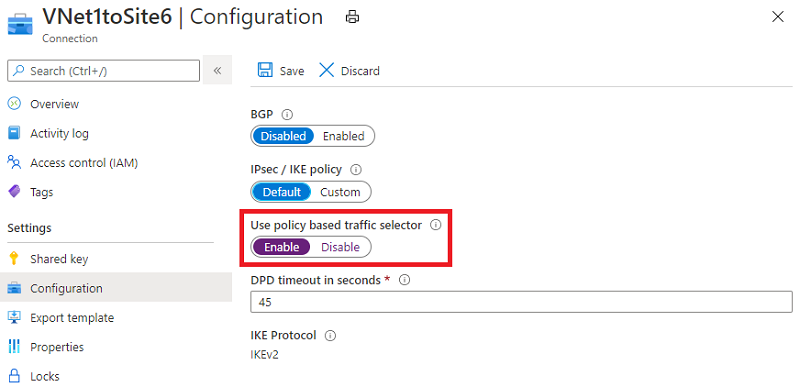 VNet1toSite6 | Configuration
Connection
Search (Ctrl+/)
«
Overview
Activity log
Access control (IAM)
Tags
Settings
Shared key
Configuration
Export template
Properties
Locks
Save Discard
BGP
Disabled Enabled
IPsec / IKE policy
Default Custom
Use policy based traffic selector
Enable Disable
DPD timeout in seconds *
45
IKE Protocol
IKEv2